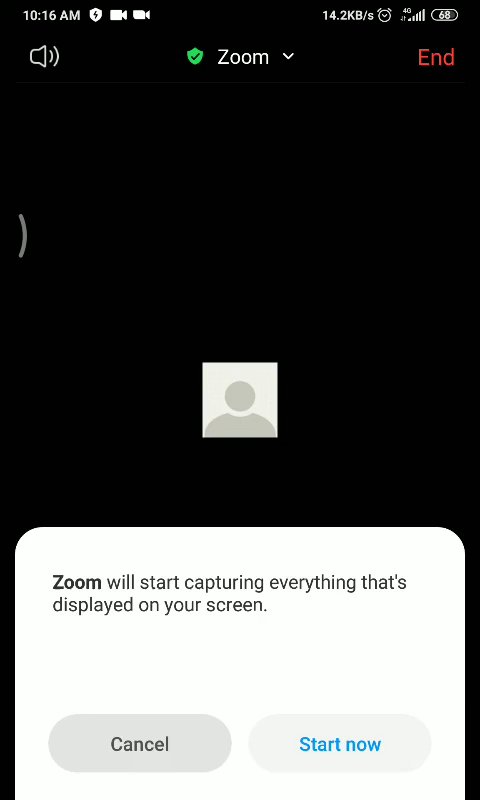 10:16 AM 14.2KB/s 4G 68
Zoom End
Zoom will start capturing everything that's
displayed on your screen.
Cancel Start now